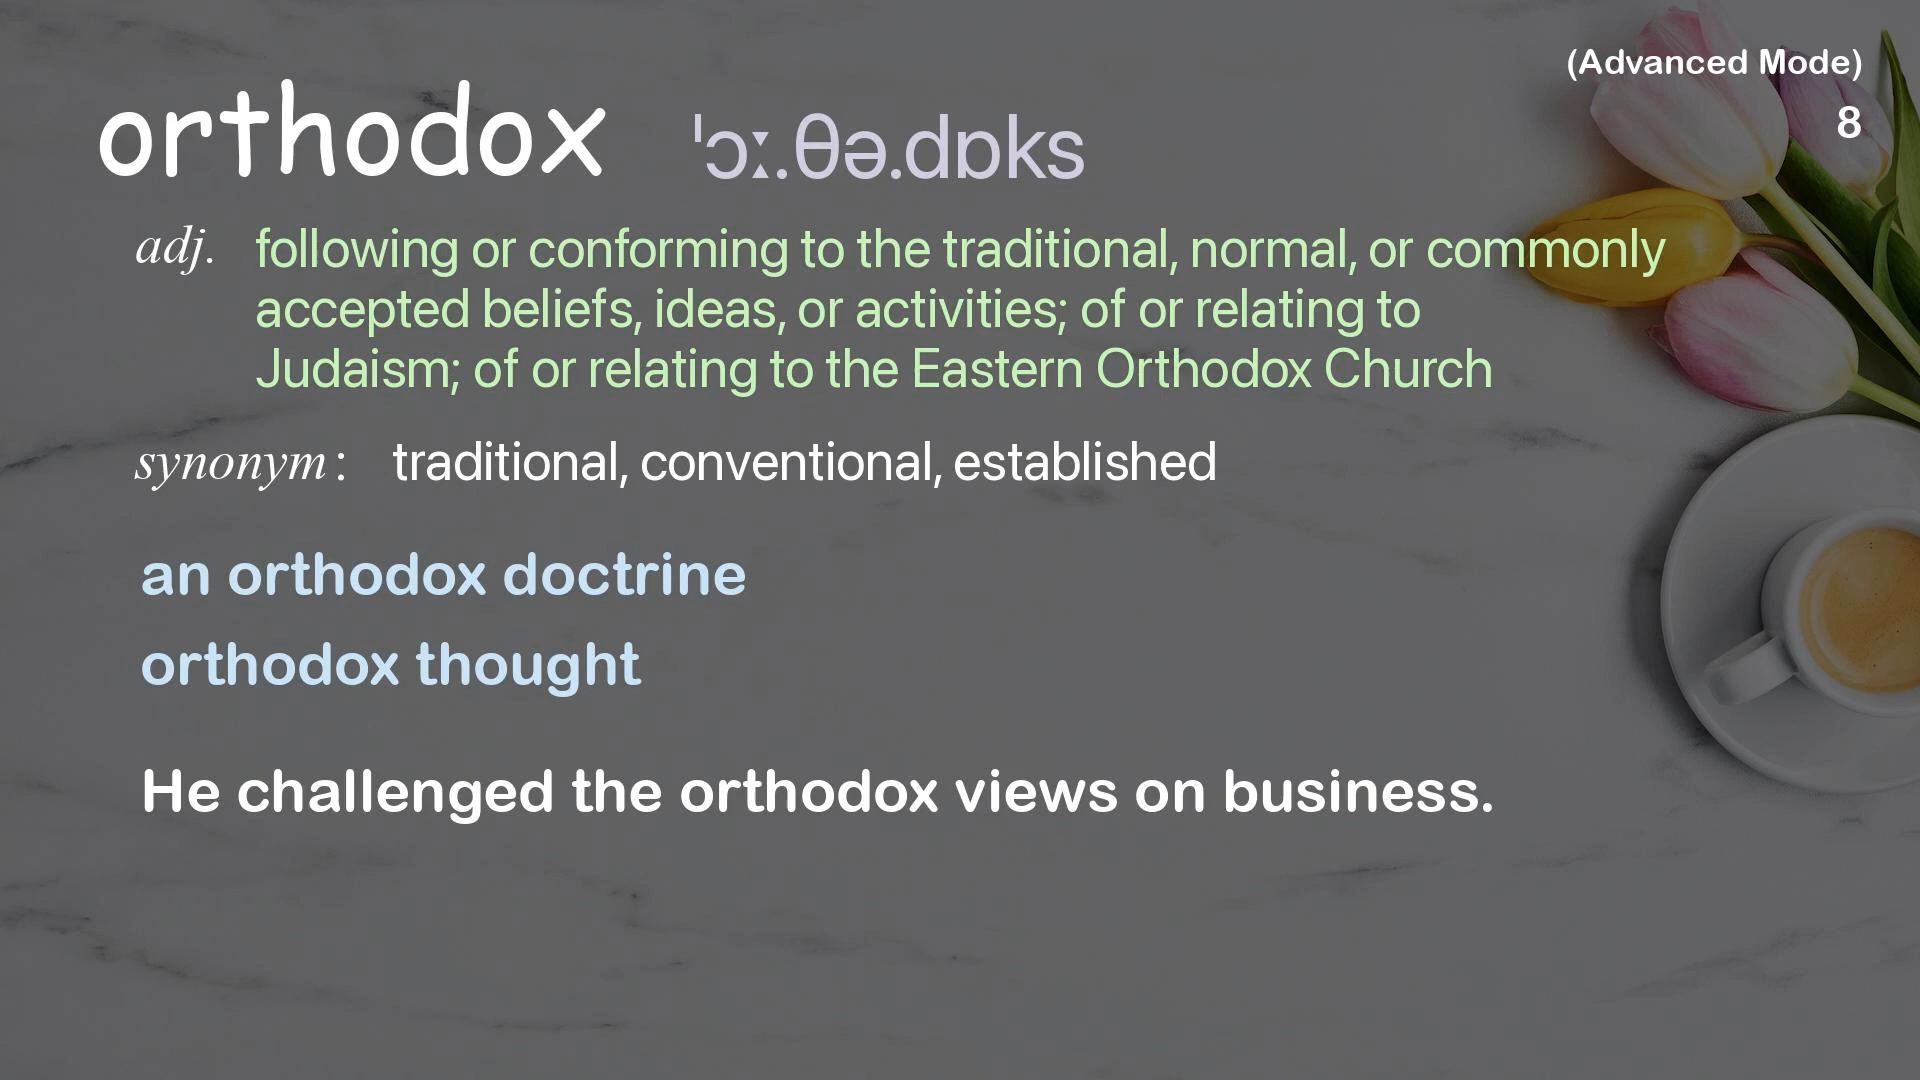 (Advanced Mode)
8
orthodox ˈɔː.θə.dɒks
adj. following or conforming to the traditional, normal, or commonly
accepted beliefs, ideas, or activities; of or relating to
Judaism; of or relating to the Eastern Orthodox Church
synonym: traditional, conventional, established
an orthodox doctrine
orthodox thought
He challenged the orthodox views on business.